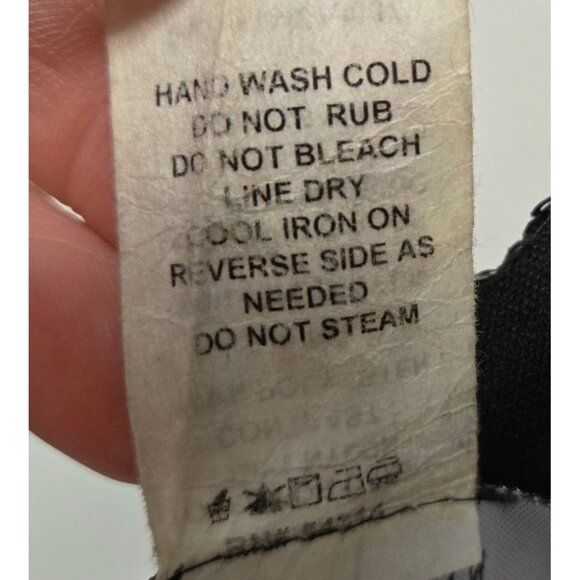 HAND WASH COLD
DO NOT RUB
DO NOT BLEACH
LINE DRY
COOL IRON ON
REVERSE SIDE AS
NEEDED
DO NOT STEAM